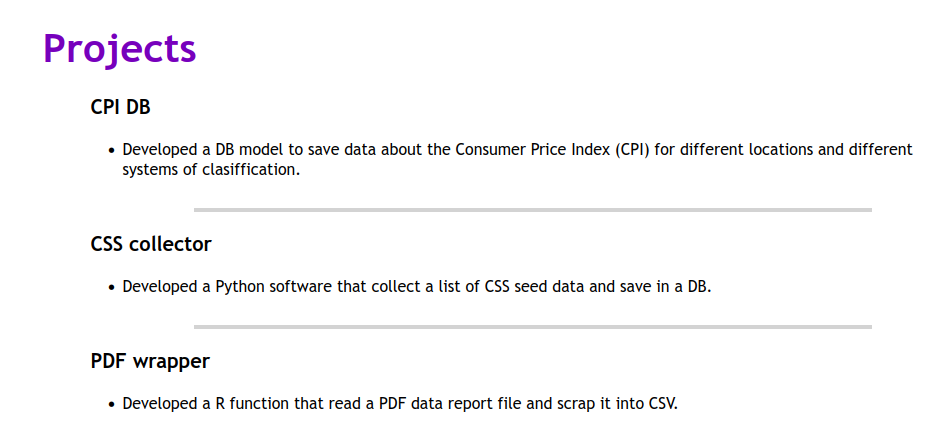 Projects
CPI DB
• Developed a DB model to save data about the Consumer Price Index (CPI) for different locations and different
systems of clasiffication.
CSS collector
• Developed a Python software that collect a list of CSS seed data and save in a DB.
PDF wrapper
• Developed a R function that read a PDF data report file and scrap it into CSV.